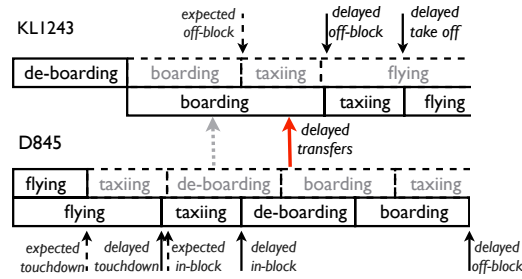 expected off-block
delayed off-block
delayed take off
KL1243
de-boarding boarding taxiing flying
boarding taxiing flying
D845
delayed transfers
flying taxiing de-boarding boarding taxiing
flying taxiing de-boarding boarding
expected touchdown
delayed touchdown
expected in-block
delayed in-block
delayed off-block